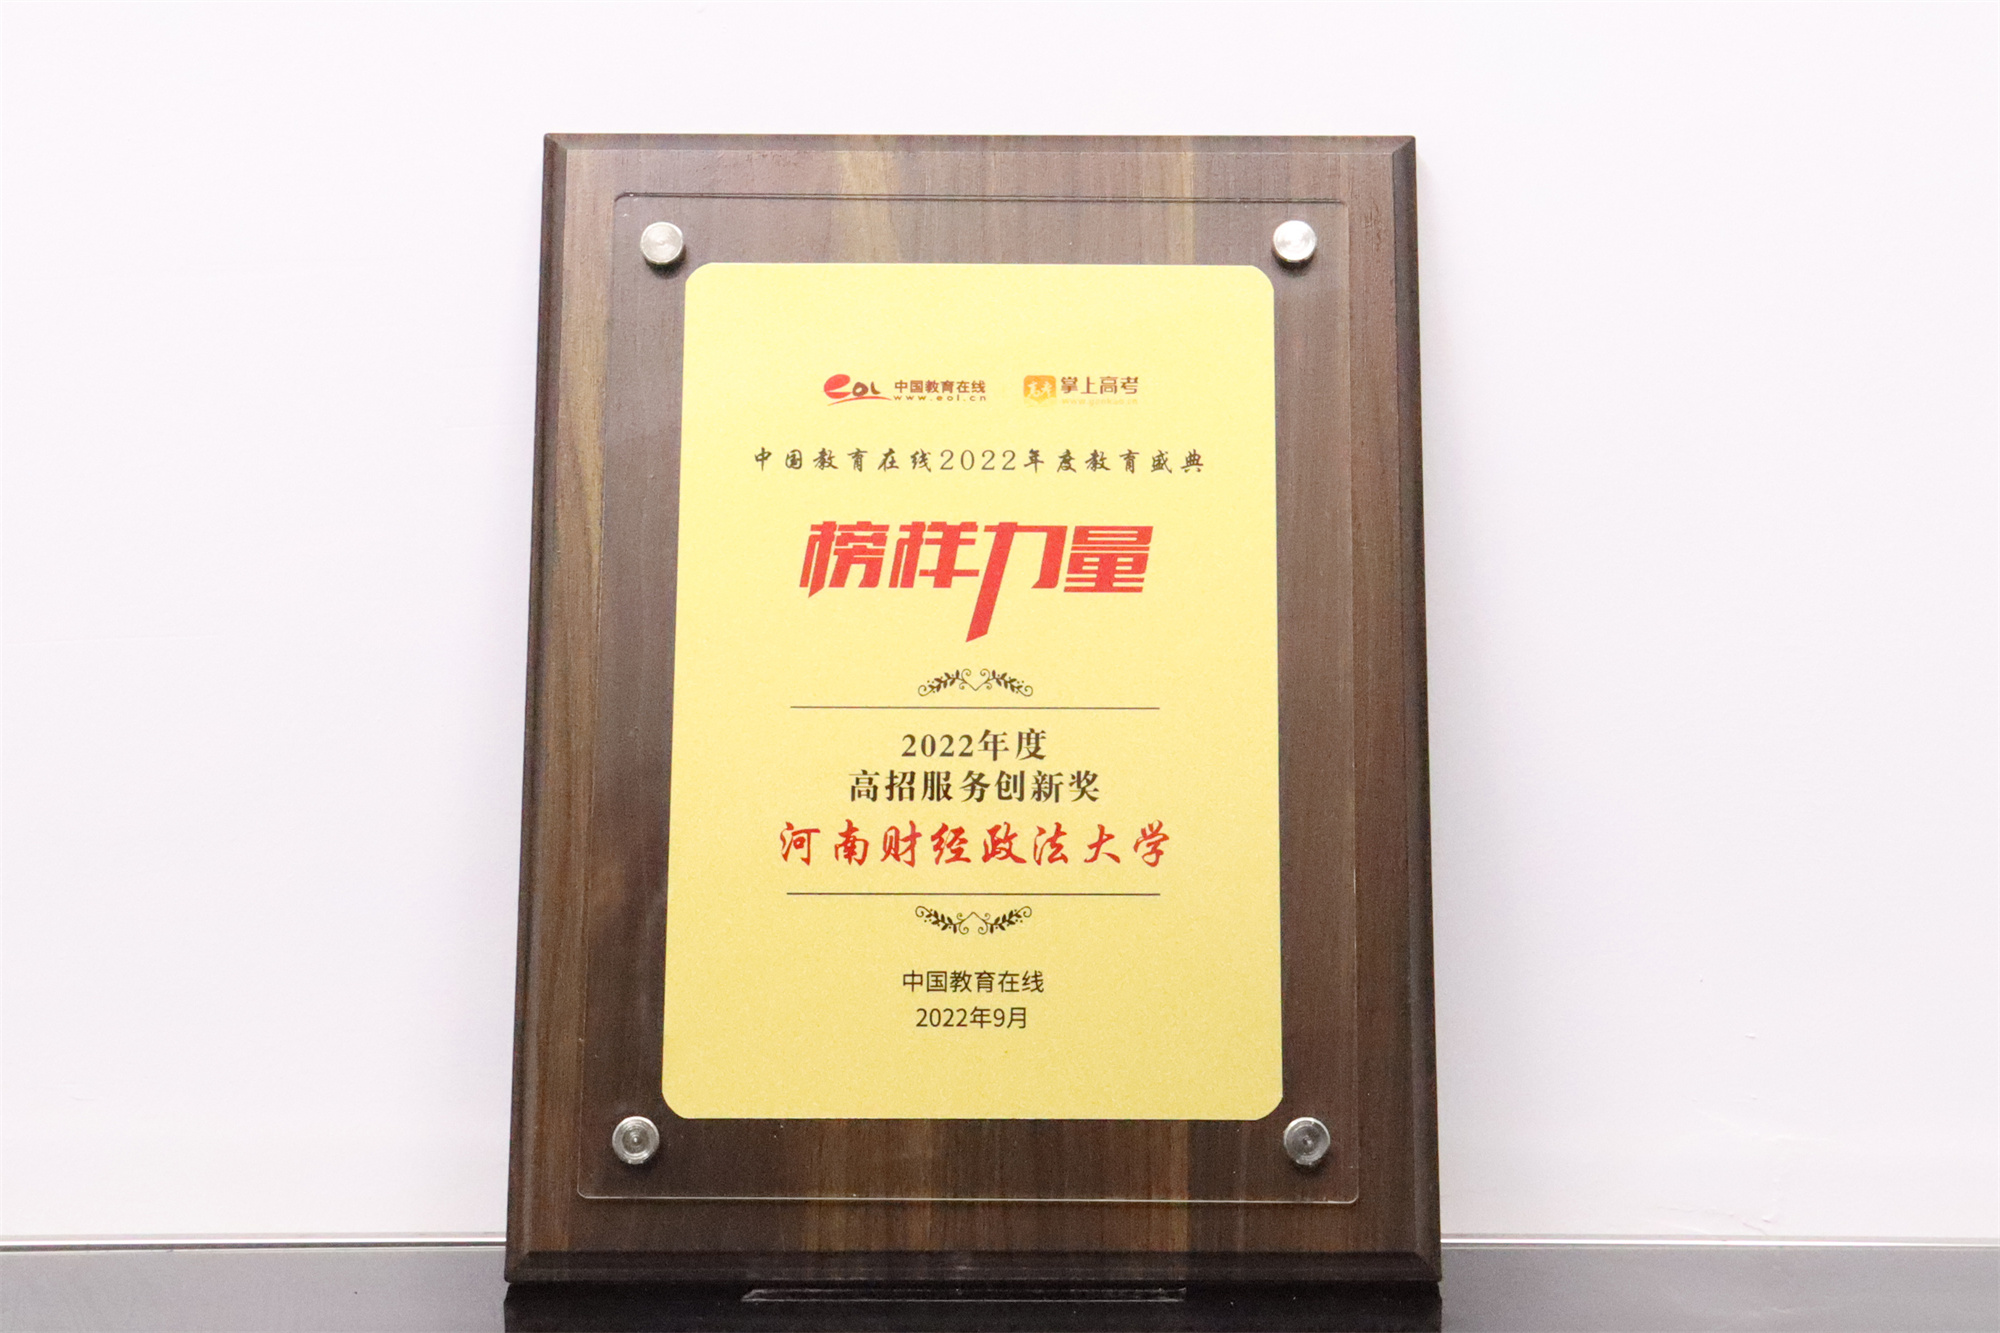 eol 中国教育在线 掌上高考
www.eol.cn
中国教育在线2022年度教育盛典
榜样力量
2022年度
高招服务创新奖
河南财经政法大学
中国教育在线
2022年9月